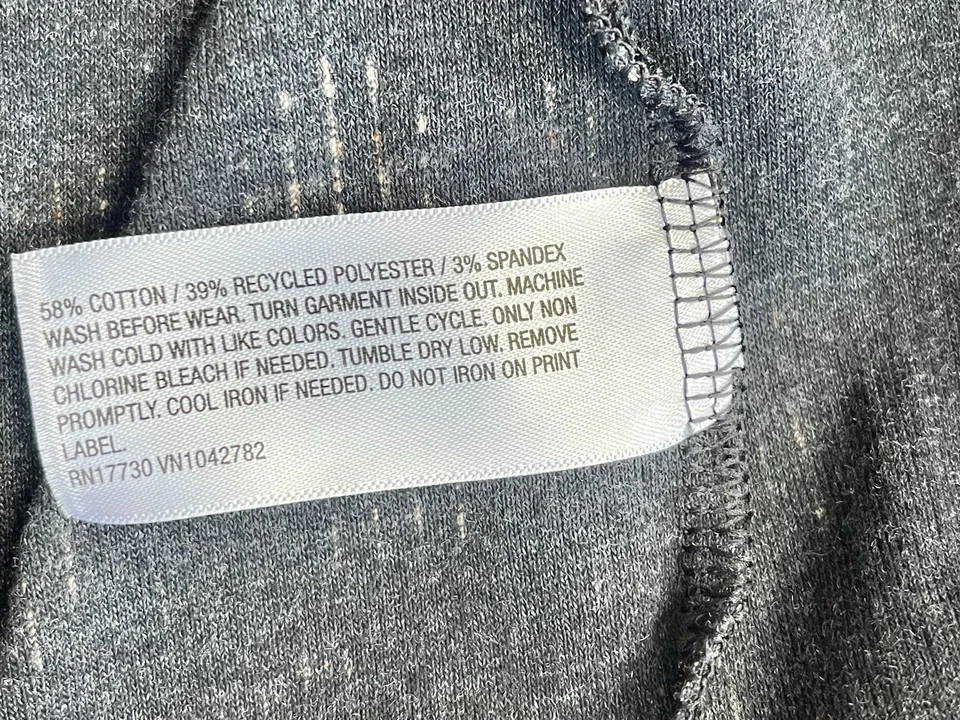 58% COTTON / 39% RECYCLED POLYESTER / 3% SPANDEX
WASH BEFORE WEAR. TURN GARMENT INSIDE OUT. MACHINE
WASH COLD WITH LIKE COLORS. GENTLE CYCLE. ONLY NON
CHLORINE BLEACH IF NEEDED. TUMBLE DRY LOW. REMOVE
PROMPTLY. COOL IRON IF NEEDED. DO NOT IRON ON PRINT
LABEL.
RN17730 VN1042782